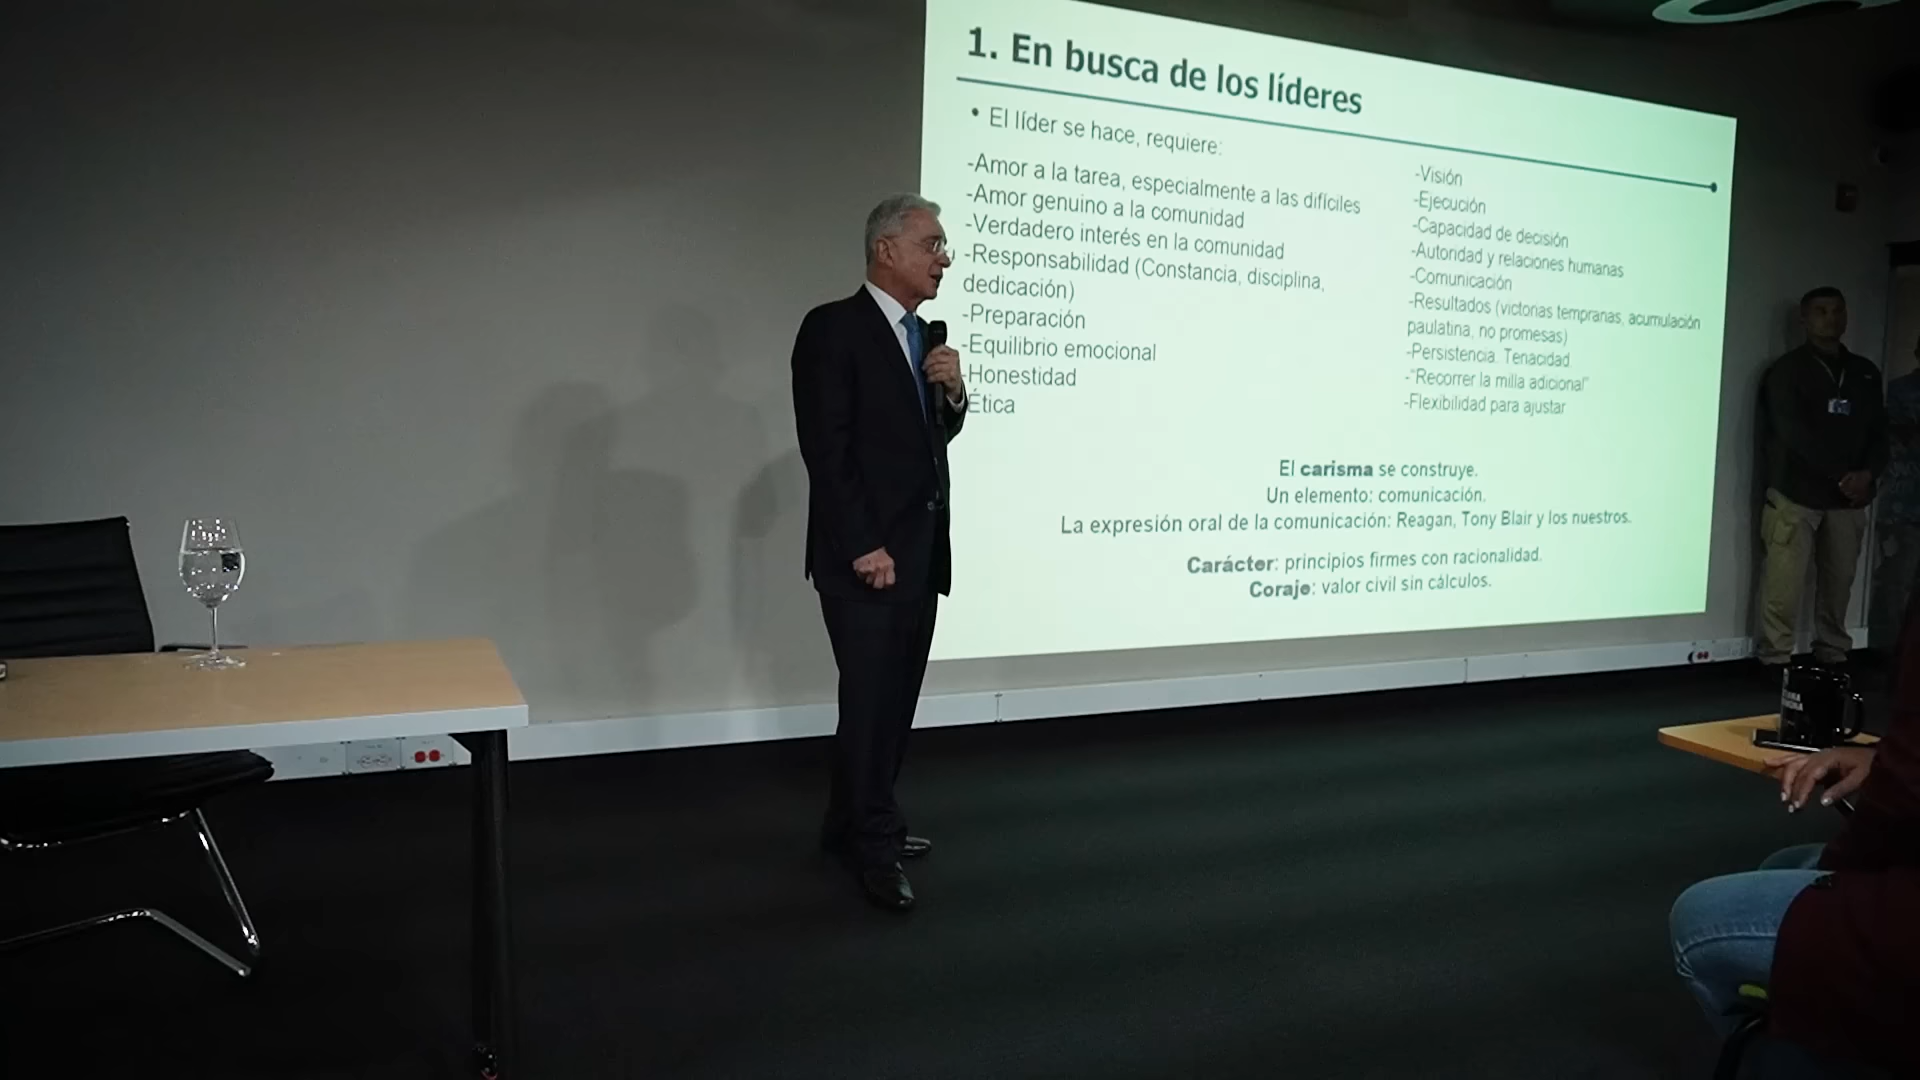 1. En busca de los líderes
• El líder se hace, requiere:
-Amor a la tarea, especialmente a las difíciles
-Amor genuino a la comunidad
-Verdadero interés en la comunidad
-Responsabilidad (Constancia, disciplina,
dedicación)
-Preparación
-Equilibrio emocional
-Honestidad
Ética
-Visión
-Ejecución
-Capacidad de decisión
-Autoridad y relaciones humanas
-Comunicación
-Resultados (victorias tempranas, acumulación
paulatina, no promesas)
-Persistencia. Tenacidad.
-"Recorrer la milla adicional"
-Flexibilidad para ajustar
El carisma se construye.
Un elemento: comunicación.
La expresión oral de la comunicación: Reagan, Tony Blair y los nuestros.
Carácter: principios firmes con racionalidad.
Coraje: valor civil sin cálculos.